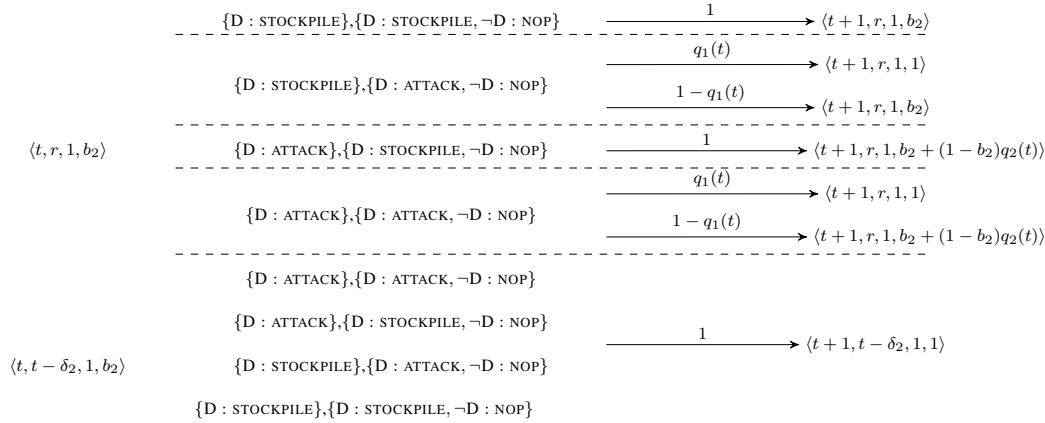 {D : STOCKPILE},{D : STOCKPILE, ¬D : NOP} 1 ⟨t + 1, r, 1, b₂⟩
q₁(t) ⟨t + 1, r, 1, 1⟩
{D : STOCKPILE},{D : ATTACK, ¬D : NOP}
1 − q₁(t) ⟨t + 1, r, 1, b₂⟩
⟨t, r, 1, b₂⟩ {D : ATTACK},{D : STOCKPILE, ¬D : NOP} 1 ⟨t + 1, r, 1, b₂ + (1 − b₂)q₂(t)⟩
q₁(t) ⟨t + 1, r, 1, 1⟩
{D : ATTACK},{D : ATTACK, ¬D : NOP}
1 − q₁(t) ⟨t + 1, r, 1, b₂ + (1 − b₂)q₂(t)⟩
{D : ATTACK},{D : ATTACK, ¬D : NOP}
{D : ATTACK},{D : STOCKPILE, ¬D : NOP}
1 ⟨t + 1, t − δ₂, 1, 1⟩
⟨t, t − δ₂, 1, b₂⟩ {D : STOCKPILE},{D : ATTACK, ¬D : NOP}
{D : STOCKPILE},{D : STOCKPILE, ¬D : NOP}